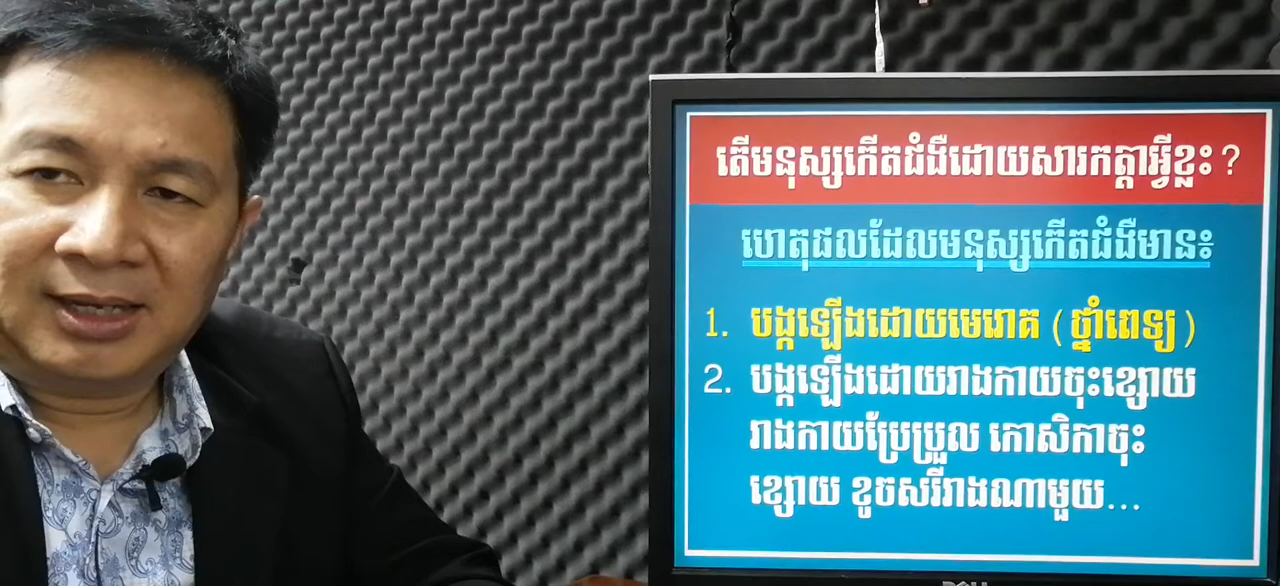 តើមនុស្សកើតជំងឺដោយសារកត្តាអ្វីខ្លះ ?
ហេតុផលដែលមនុស្សកើតជំងឺមាន៖
1. បង្កឡើងដោយមេរោគ ( ថ្នាំពេទ្យ )
2. បង្កឡើងដោយរាងកាយចុះខ្សោយ
រាងកាយប្រែប្រួល កោសិកាចុះ
ខ្សោយ ខូចសរីរាងណាមួយ...